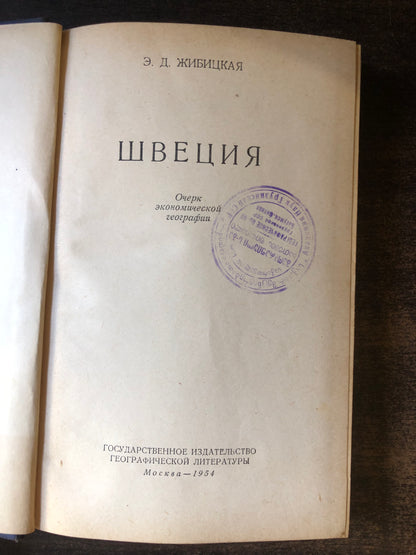 Э. Д. ЖИБИЦКАЯ
ШВЕЦИЯ
Очерк
экономической
географии
ГОСУДАРСТВЕННОЕ ИЗДАТЕЛЬСТВО
ГЕОГРАФИЧЕСКОЙ ЛИТЕРАТУРЫ
Москва — 1954